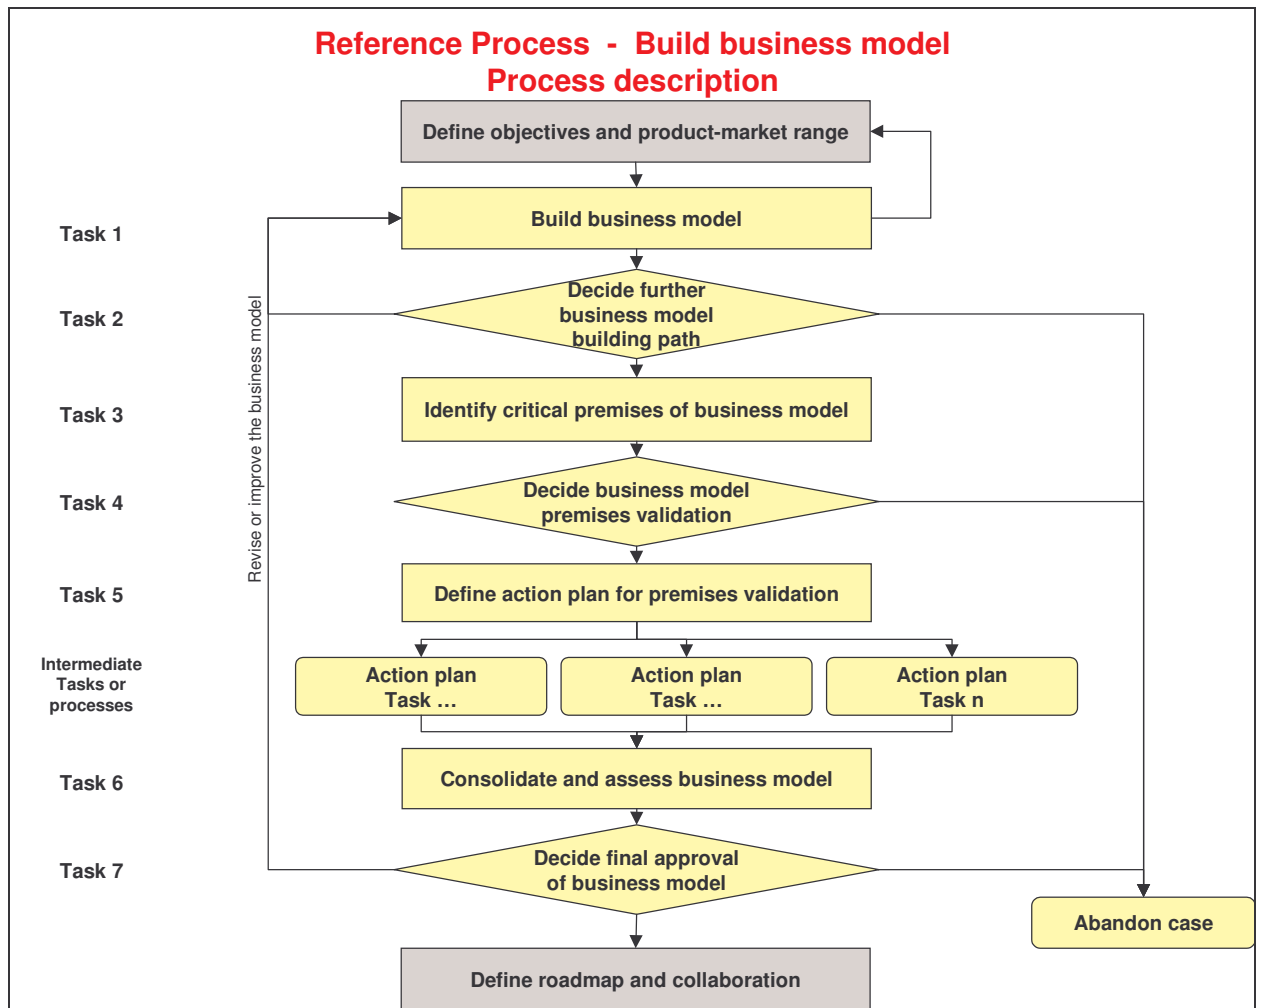 Reference Process - Build business model
Process description
Define objectives and product-market range
Build business model
Task 1
Decide further
business model
building path
Task 2
Revise or improve the business model
Identify critical premises of business model
Task 3
Decide business model
premises validation
Task 4
Define action plan for premises validation
Task 5
Intermediate
Tasks or
processes
Action plan
Task …
Action plan
Task …
Action plan
Task n
Consolidate and assess business model
Task 6
Decide final approval
of business model
Task 7
Abandon case
Define roadmap and collaboration